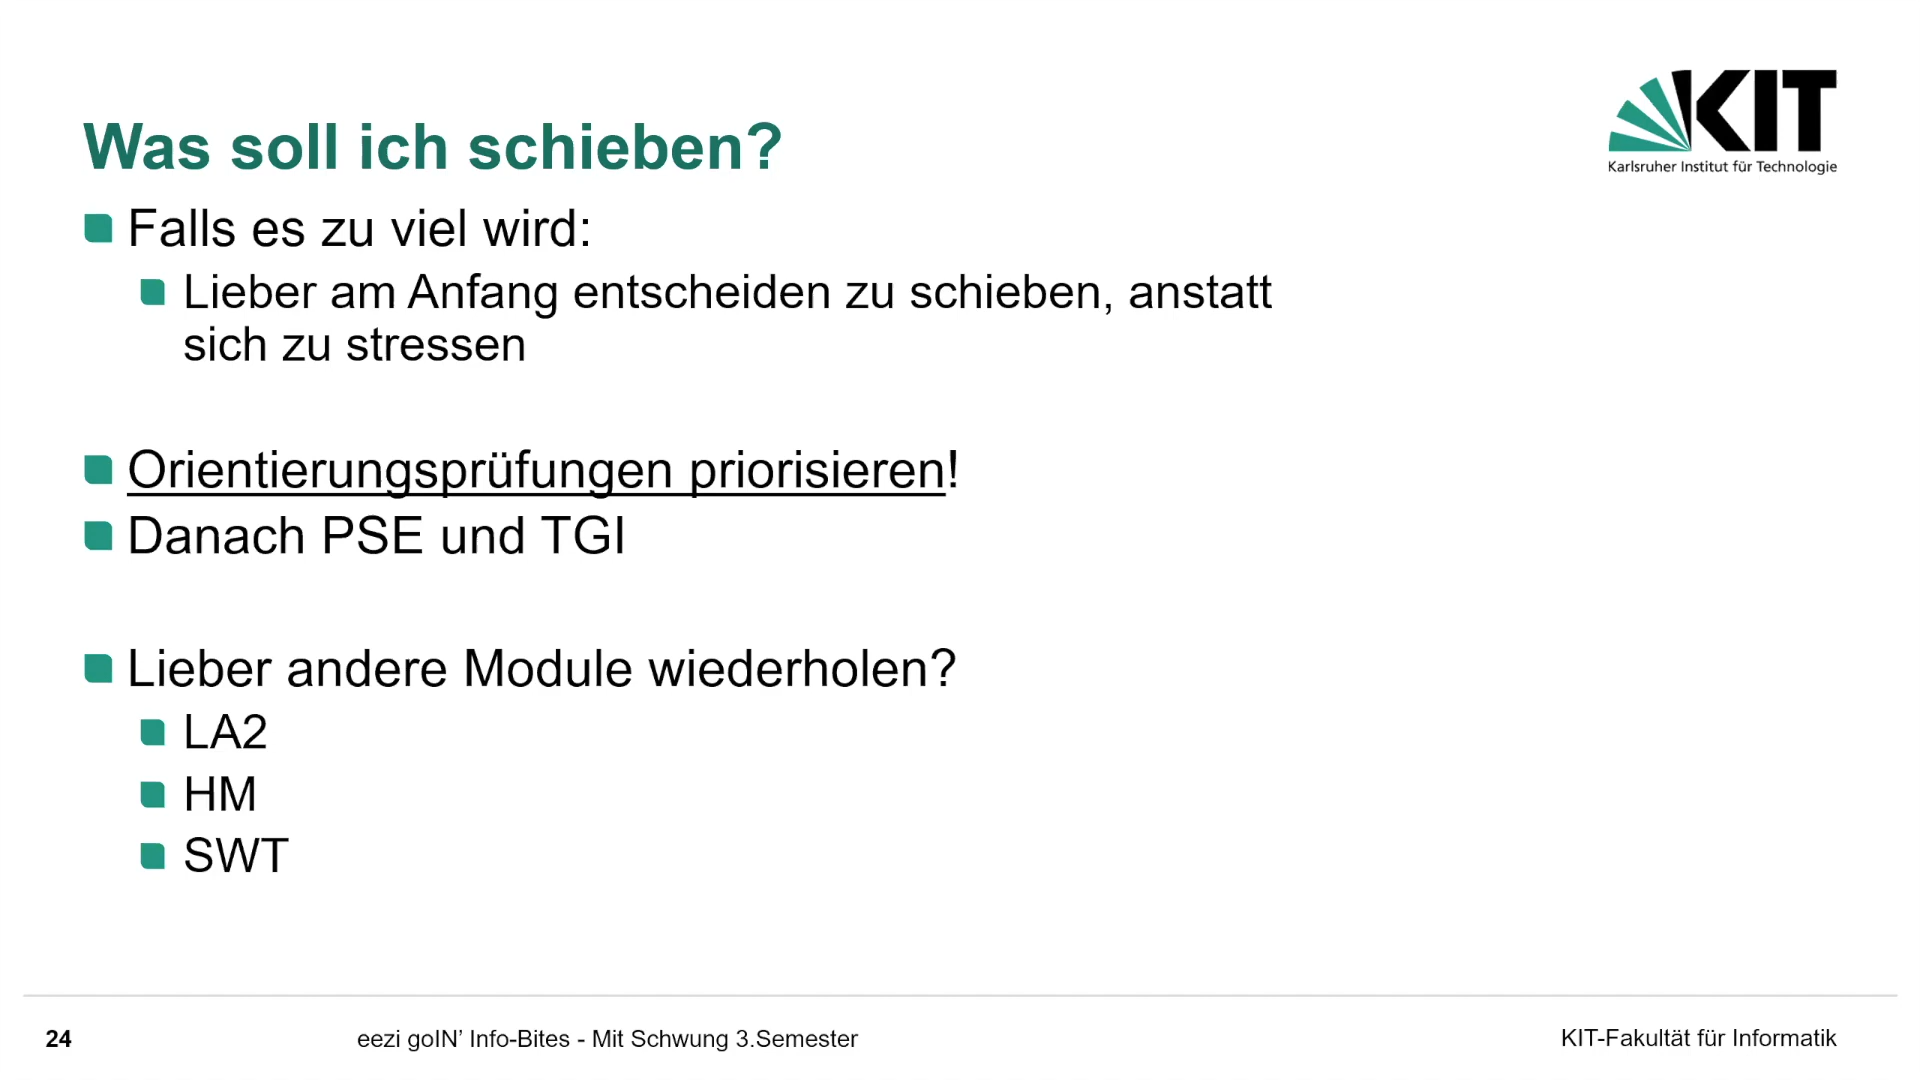 KIT
Karlsruher Institut für Technologie
Was soll ich schieben?
Falls es zu viel wird:
Lieber am Anfang entscheiden zu schieben, anstatt
sich zu stressen
Orientierungsprüfungen priorisieren!
Danach PSE und TGI
Lieber andere Module wiederholen?
LA2
HM
SWT
24
eezi goIN’ Info-Bites - Mit Schwung 3.Semester
KIT-Fakultät für Informatik